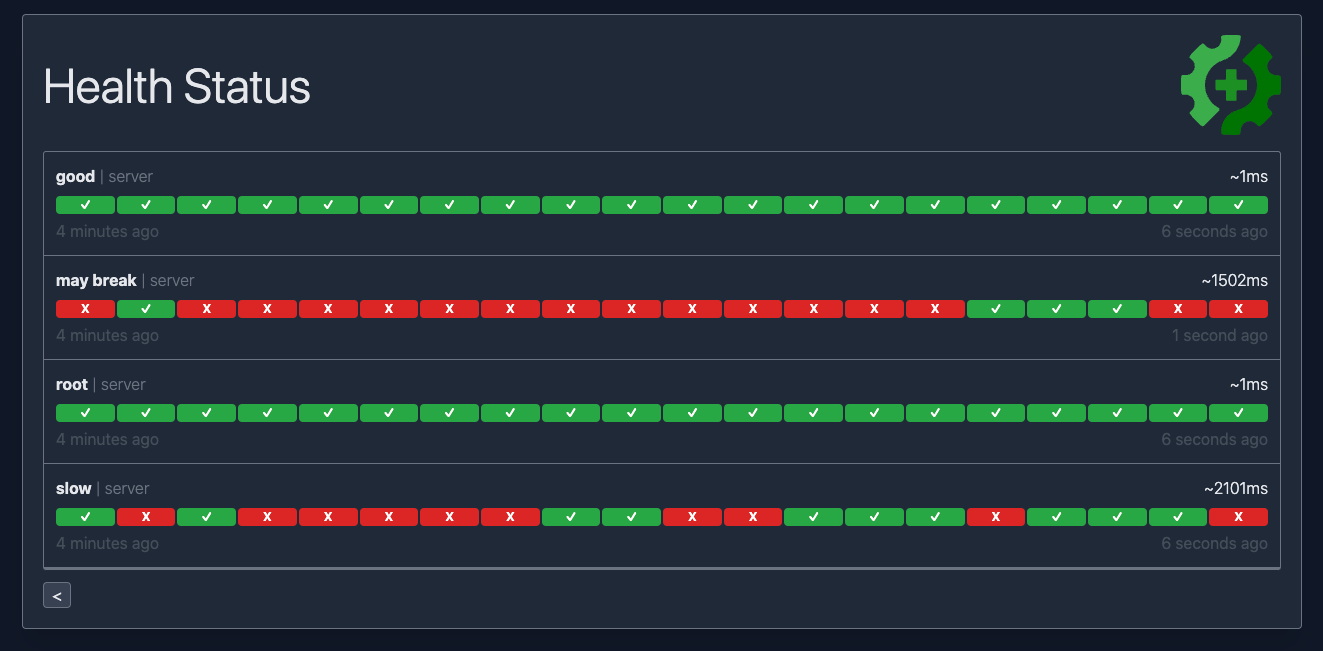 Health Status
good | server ~1ms
✓ ✓ ✓ ✓ ✓ ✓ ✓ ✓ ✓ ✓ ✓ ✓ ✓ ✓ ✓ ✓ ✓ ✓ ✓ ✓
4 minutes ago 6 seconds ago
may break | server ~1502ms
x ✓ x x x x x x x x x x x x x ✓ ✓ ✓ x x
4 minutes ago 1 second ago
root | server ~1ms
✓ ✓ ✓ ✓ ✓ ✓ ✓ ✓ ✓ ✓ ✓ ✓ ✓ ✓ ✓ ✓ ✓ ✓ ✓ ✓
4 minutes ago 6 seconds ago
slow | server ~2101ms
✓ x ✓ x x x x x ✓ ✓ x x ✓ ✓ ✓ x ✓ ✓ ✓ x
4 minutes ago 6 seconds ago
<